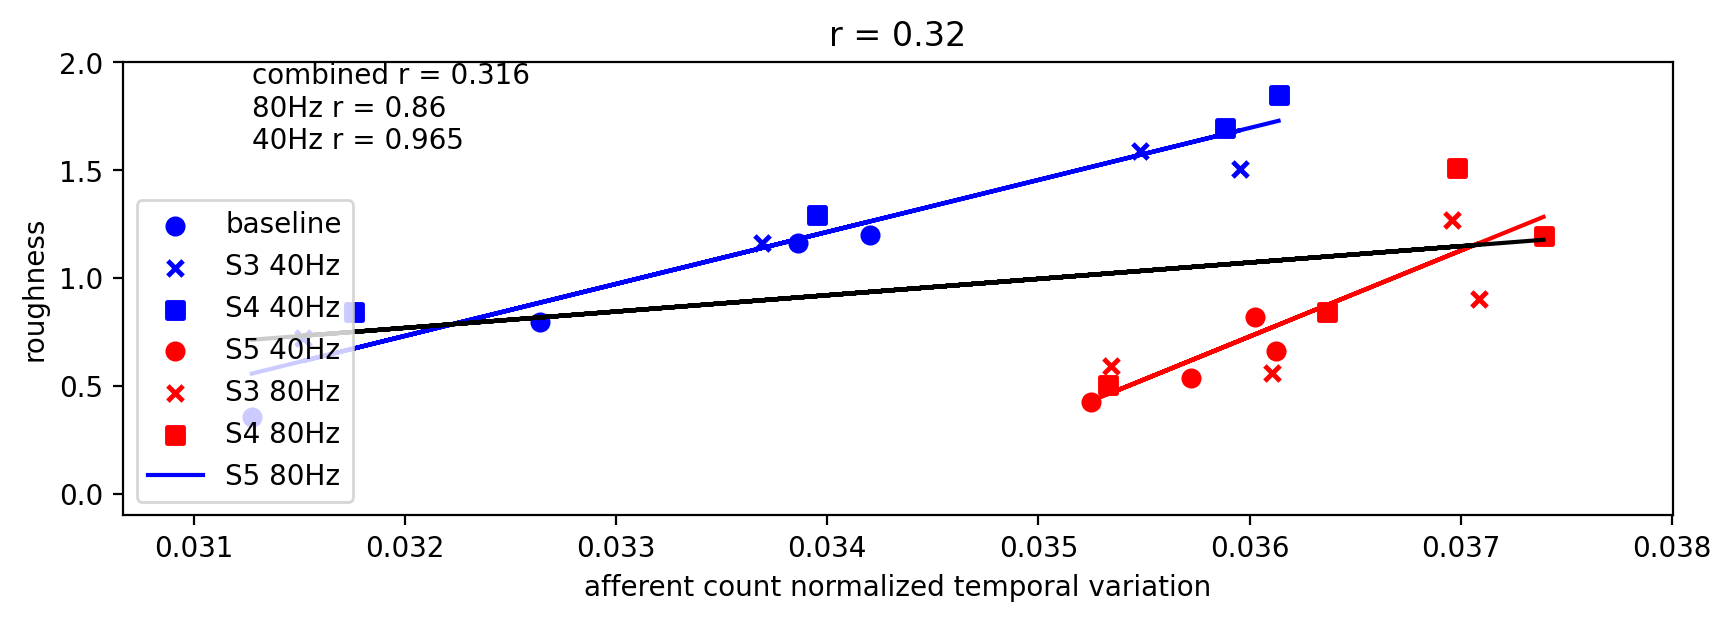 r = 0.32
combined r = 0.316
80Hz r = 0.86
40Hz r = 0.965
baseline
S3 40Hz
S4 40Hz
S5 40Hz
S3 80Hz
S4 80Hz
S5 80Hz
2.0
1.5
1.0
0.5
0.0
roughness
0.031 0.032 0.033 0.034 0.035 0.036 0.037 0.038
afferent count normalized temporal variation